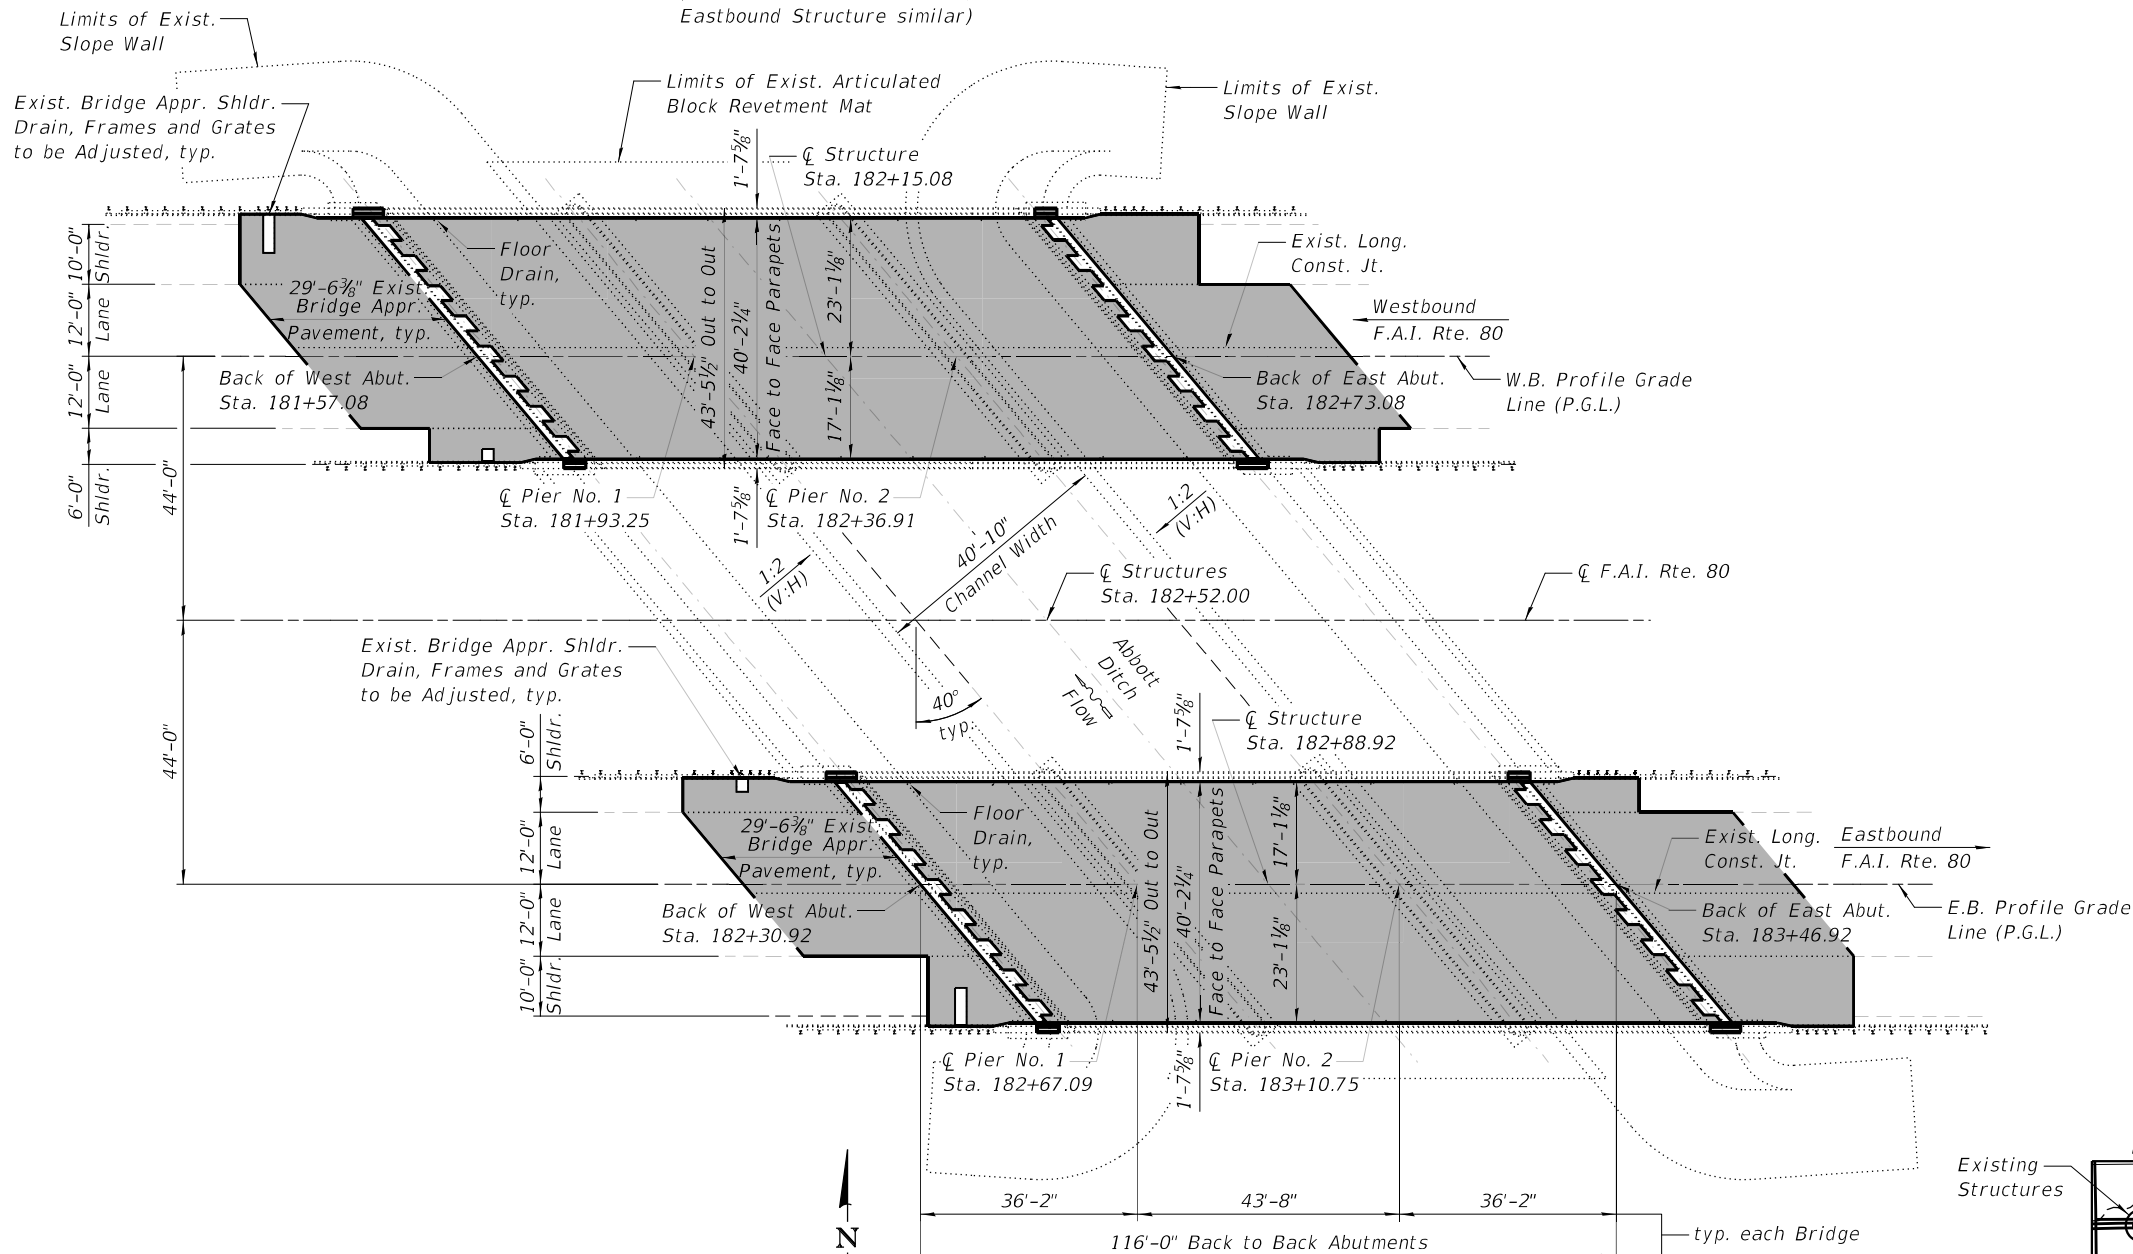 Eastbound Structure similar)
Limits of Exist.
Slope Wall
Exist. Bridge Appr. Shldr.
Drain, Frames and Grates
to be Adjusted, typ.
Limits of Exist. Articulated
Block Revetment Mat
Limits of Exist.
Slope Wall
1'-7⅝"
℄ Structure
Sta. 182+15.08
10'-0"
Shldr.
12'-0"
Lane
12'-0"
Lane
6'-0"
Shldr.
44'-0"
29'-6⅜" Exist.
Bridge Appr.
Pavement, typ.
Floor
Drain,
typ.
43'-5½" Out to Out
40'-2¼"
Face to Face Parapets
23'-1⅛"
17'-1⅛"
Exist. Long.
Const. Jt.
Westbound
F.A.I. Rte. 80
Back of West Abut.
Sta. 181+57.08
Back of East Abut.
Sta. 182+73.08
W.B. Profile Grade
Line (P.G.L.)
℄ Pier No. 1
Sta. 181+93.25
1'-7⅝"
℄ Pier No. 2
Sta. 182+36.91
1:2
(V:H)
40'-10"
Channel Width
1:2
(V:H)
℄ Structures
Sta. 182+52.00
℄ F.A.I. Rte. 80
44'-0"
Exist. Bridge Appr. Shldr.
Drain, Frames and Grates
to be Adjusted, typ.
40°
typ.
Abbott
Ditch
Flow
1'-7⅝"
℄ Structure
Sta. 182+88.92
6'-0"
Shldr.
12'-0"
Lane
12'-0"
Lane
10'-0"
Shldr.
29'-6⅜" Exist.
Bridge Appr.
Pavement, typ.
Floor
Drain,
typ.
43'-5½" Out to Out
40'-2¼"
Face to Face Parapets
17'-1⅛"
23'-1⅛"
Exist. Long.
Const. Jt.
Eastbound
F.A.I. Rte. 80
Back of West Abut.
Sta. 182+30.92
Back of East Abut.
Sta. 183+46.92
E.B. Profile Grade
Line (P.G.L.)
℄ Pier No. 1
Sta. 182+67.09
1'-7⅝"
℄ Pier No. 2
Sta. 183+10.75
N
36'-2"
43'-8"
36'-2"
116'-0" Back to Back Abutments
typ. each Bridge
Existing
Structures